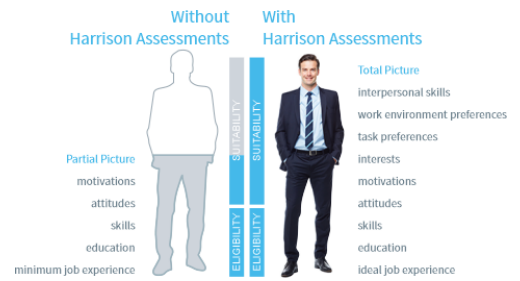 Without
Harrison Assessments
Partial Picture
motivations
attitudes
skills
education
minimum job experience
SUITABILITY
ELIGIBILITY
With
Harrison Assessments
SUITABILITY
ELIGIBILITY
Total Picture
interpersonal skills
work environment preferences
task preferences
interests
motivations
attitudes
skills
education
ideal job experience